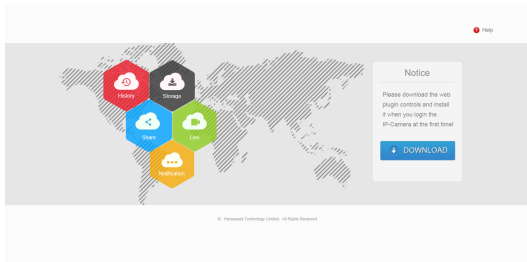 Help
Notice
Please download the web
plugin controls and install
it when you login the
IP-Camera at the first time!
DOWNLOAD
History
Storage
Share
Live
Notification
© Technology Limited. All Rights Reserved.